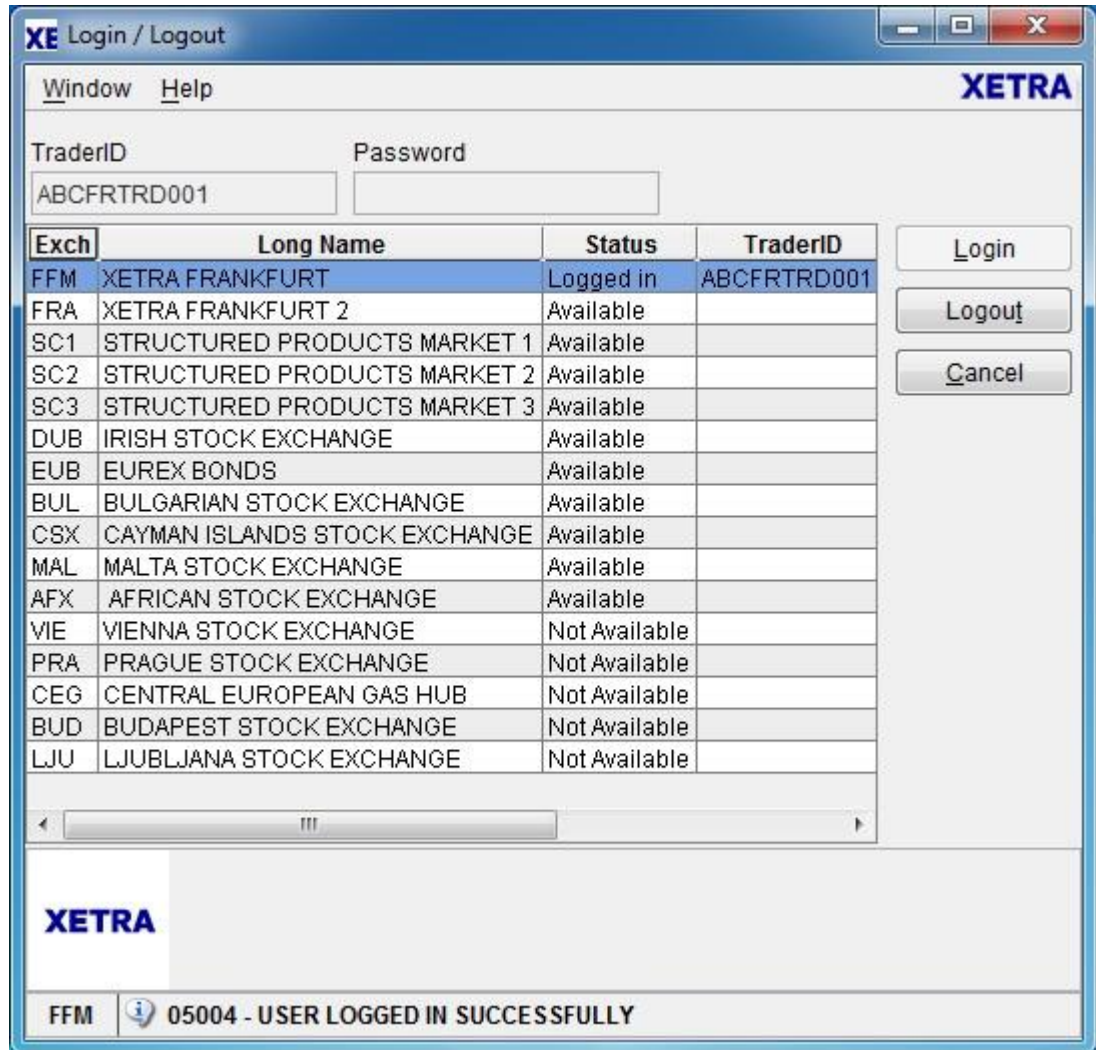 XE Login / Logout
Window Help XETRA
TraderID Password
ABCFRTRD001
Exch Long Name Status TraderID
FFM XETRA FRANKFURT Logged in ABCFRTRD001
FRA XETRA FRANKFURT 2 Available
SC1 STRUCTURED PRODUCTS MARKET 1 Available
SC2 STRUCTURED PRODUCTS MARKET 2 Available
SC3 STRUCTURED PRODUCTS MARKET 3 Available
DUB IRISH STOCK EXCHANGE Available
EUB EUREX BONDS Available
BUL BULGARIAN STOCK EXCHANGE Available
CSX CAYMAN ISLANDS STOCK EXCHANGE Available
MAL MALTA STOCK EXCHANGE Available
AFX AFRICAN STOCK EXCHANGE Available
VIE VIENNA STOCK EXCHANGE Not Available
PRA PRAGUE STOCK EXCHANGE Not Available
CEG CENTRAL EUROPEAN GAS HUB Not Available
BUD BUDAPEST STOCK EXCHANGE Not Available
LJU LJUBLJANA STOCK EXCHANGE Not Available
Login
Logout
Cancel
XETRA
FFM 05004 - USER LOGGED IN SUCCESSFULLY